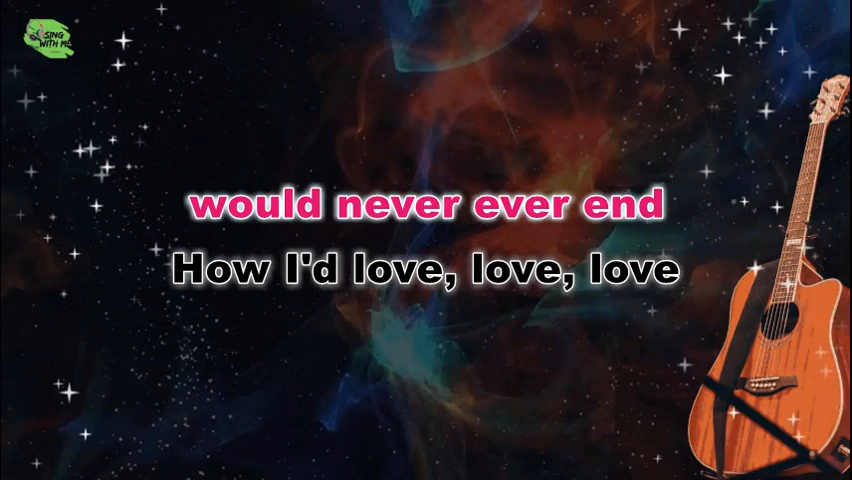 SING
WITH ME
would never ever end
How I'd love, love, love